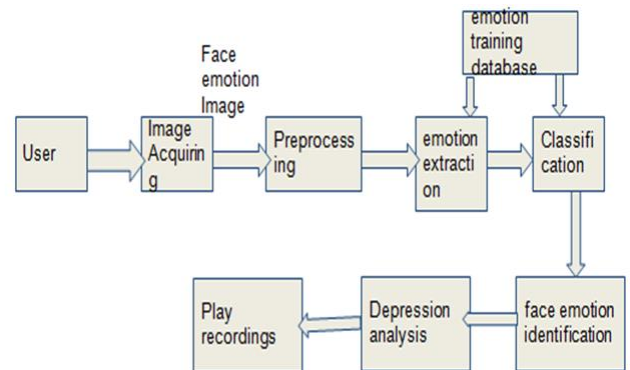 emotion
training
database
Face
emotion
Image
User
Image
Acquirin
g
Preprocess
ing
emotion
extracti
on
Classifi
cation
Play
recordings
Depression
analysis
face emotion
identification